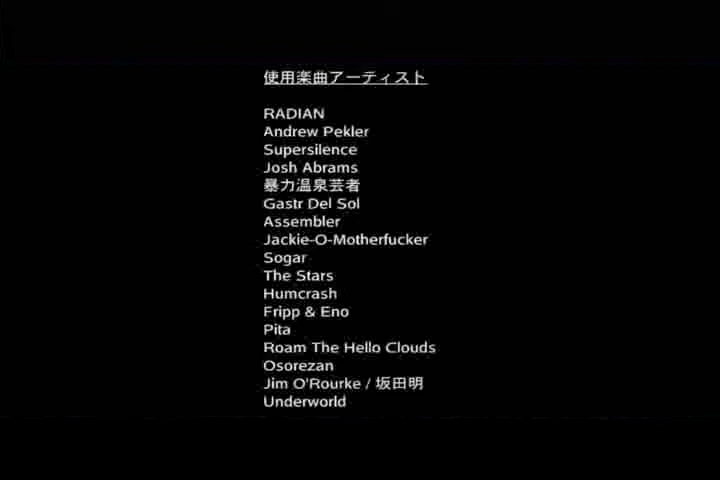 使用楽曲アーティスト
RADIAN
Andrew Pekler
Supersilence
Josh Abrams
暴力温泉芸者
Gastr Del Sol
Assembler
Jackie-O-Motherfucker
Sogar
The Stars
Humcrash
Fripp & Eno
Pita
Roam The Hello Clouds
Osorezan
Jim O'Rourke / 坂田明
Underworld